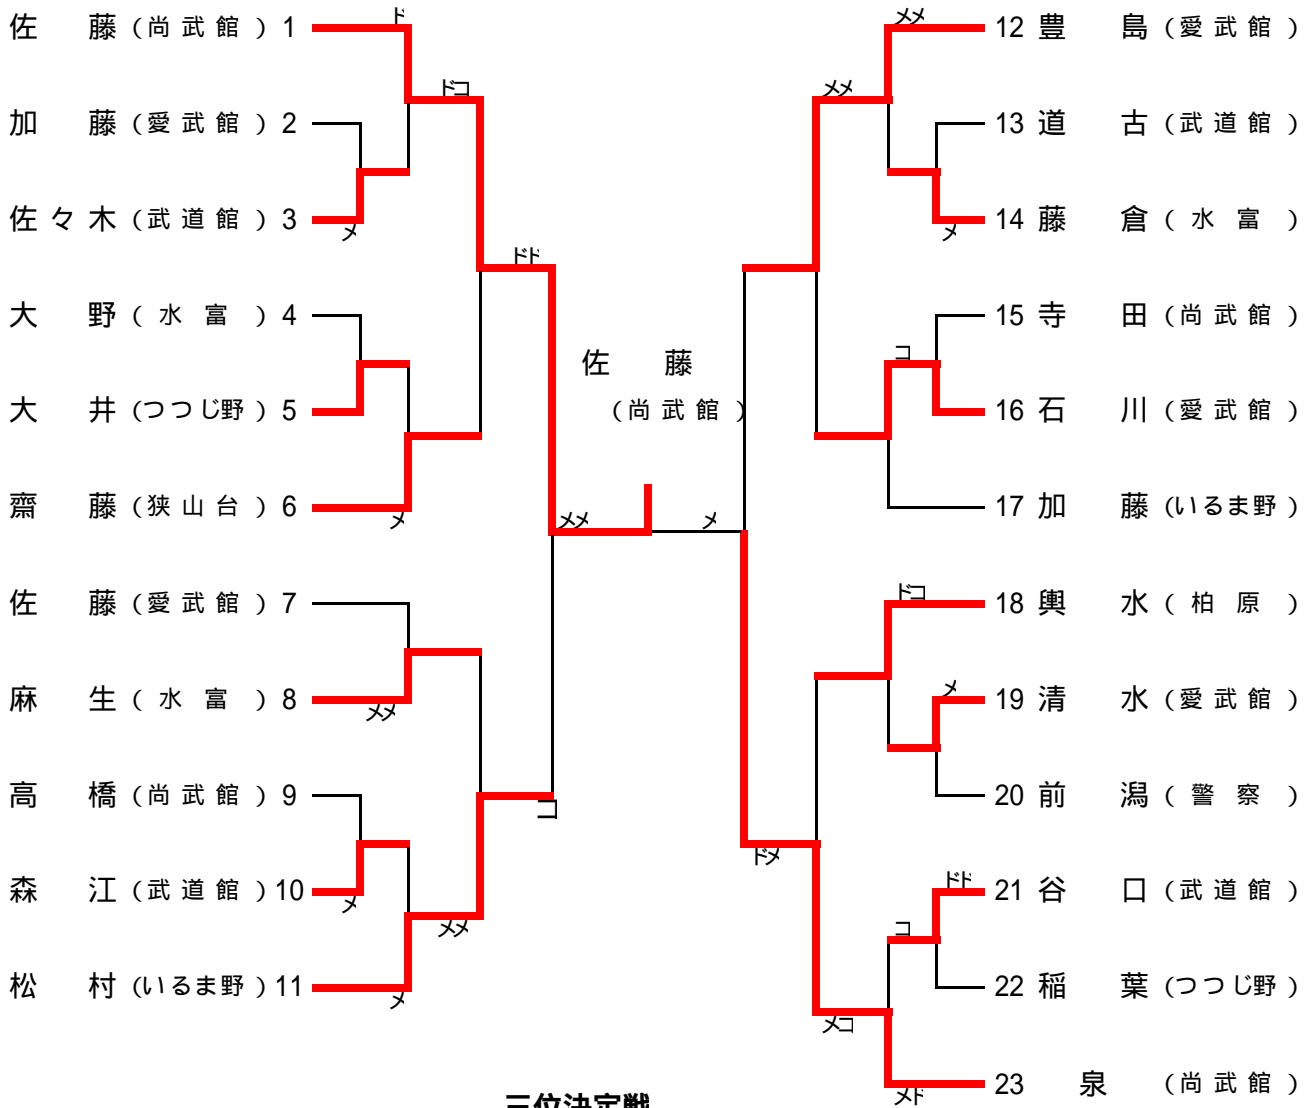 佐 藤 (尚武館) 1
ド
ドコ
加 藤 (愛武館) 2
佐々木 (武道館) 3
メ
ドド
大 野 (水 富) 4
大 井 (つつじ野) 5
齋 藤 (狭山台) 6
メ
メメ
佐 藤 (愛武館) 7
麻 生 (水 富) 8
メメ
高 橋 (尚武館) 9
コ
森 江 (武道館) 10
メ
メメ
松 村 (いるま野) 11
メ
佐 藤
(尚武館)
メメ
12 豊 島 (愛武館)
メメ
13 道 古 (武道館)
14 藤 倉 (水 富)
メ
15 寺 田 (尚武館)
コ
16 石 川 (愛武館)
17 加 藤 (いるま野)
メ
ドコ
18 輿 水 (柏 原)
メ
19 清 水 (愛武館)
20 前 潟 (警 察)
ドメ
ドド
21 谷 口 (武道館)
コ
22 稲 葉 (つつじ野)
メコ
23 泉 (尚武館)
メド
三位決定戦